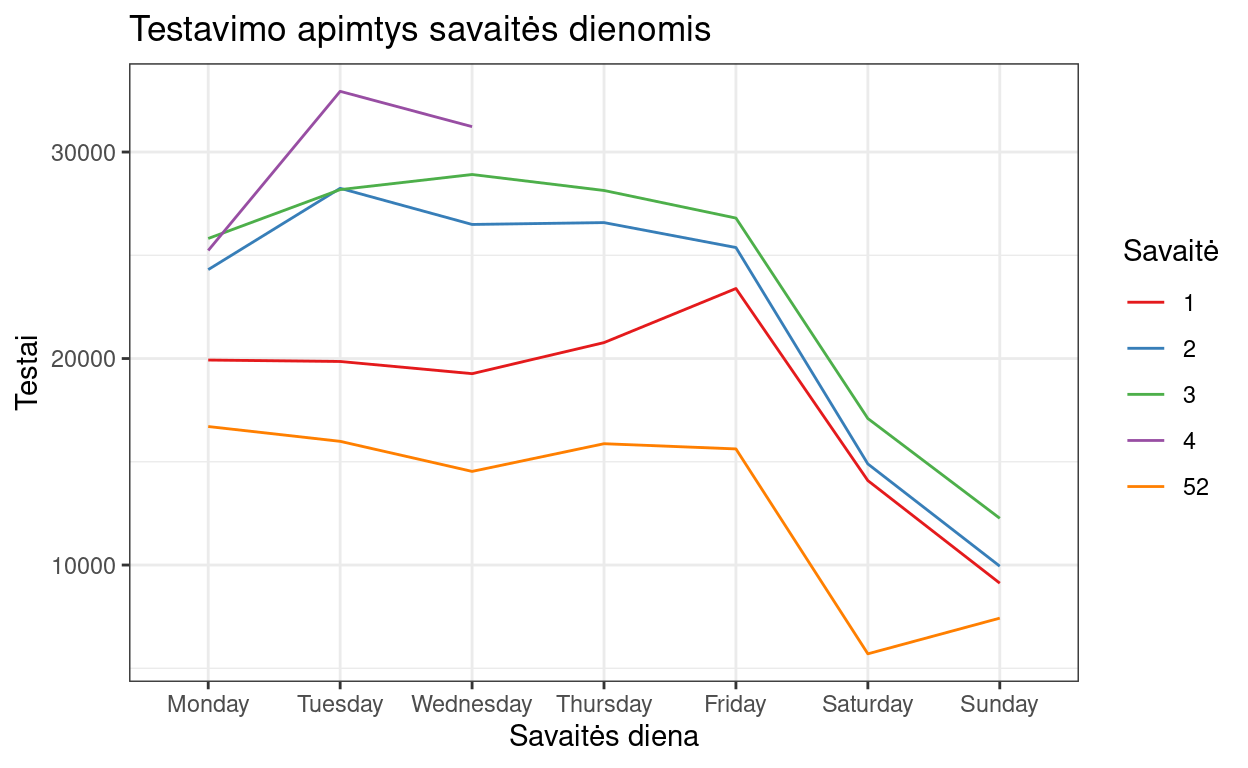 Testavimo apimtys savaitės dienomis
Testai
30000
20000
10000
Monday Tuesday Wednesday Thursday Friday Saturday Sunday
Savaitės diena
Savaitė
1
2
3
4
52